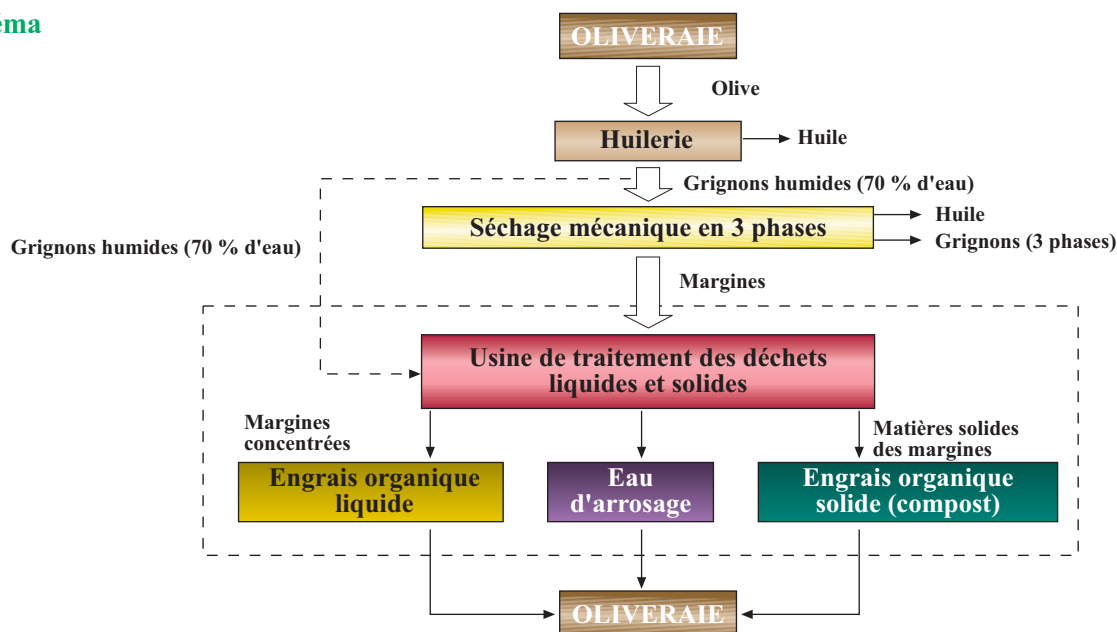 OLIVERAIE
Olive
Huilerie
Huile
Grignons humides (70 % d'eau)
Séchage mécanique en 3 phases
Huile
Grignons (3 phases)
Grignons humides (70 % d'eau)
Margines
Usine de traitement des déchets
liquides et solides
Margines
concentrées
Matières solides
des margines
Engrais organique
liquide
Eau
d'arrosage
Engrais organique
solide (compost)
OLIVERAIE